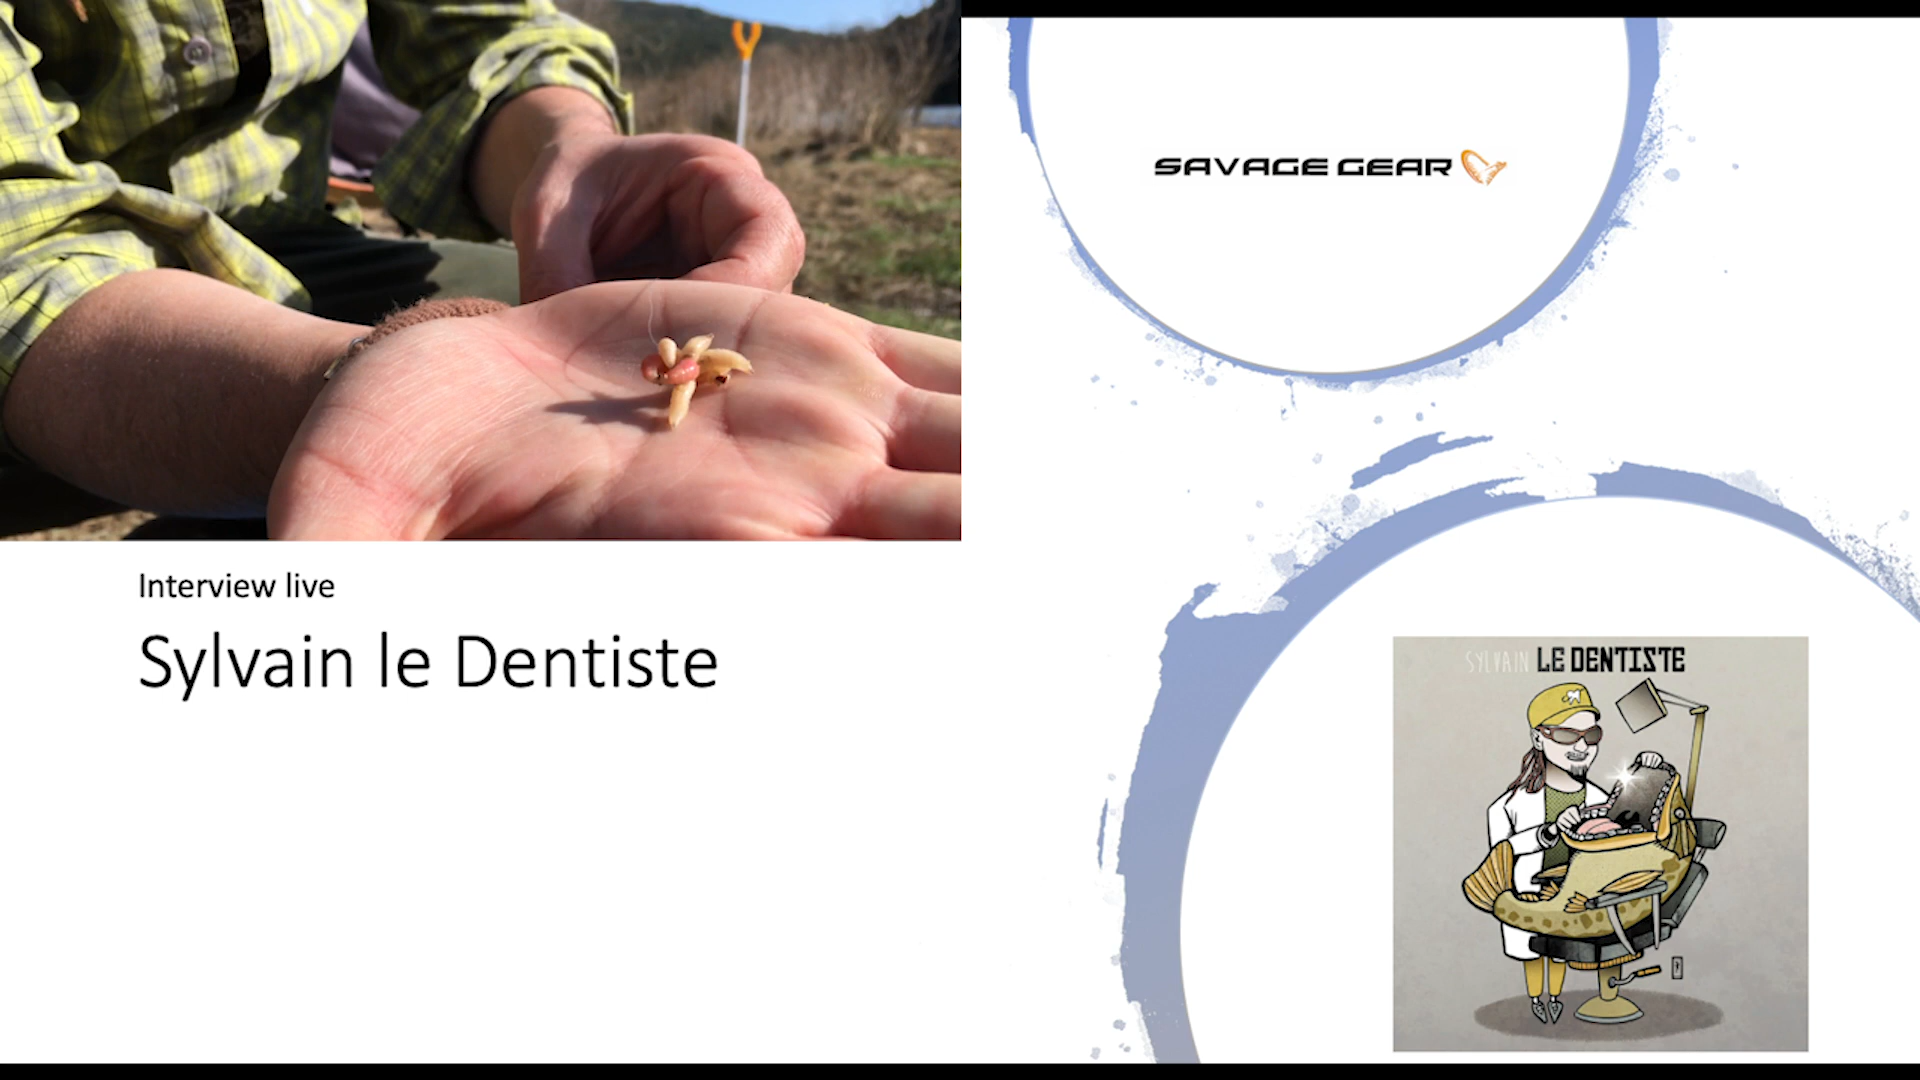 SAVAGE GEAR
Interview live
Sylvain le Dentiste
SYLVAIN LE DENTISTE